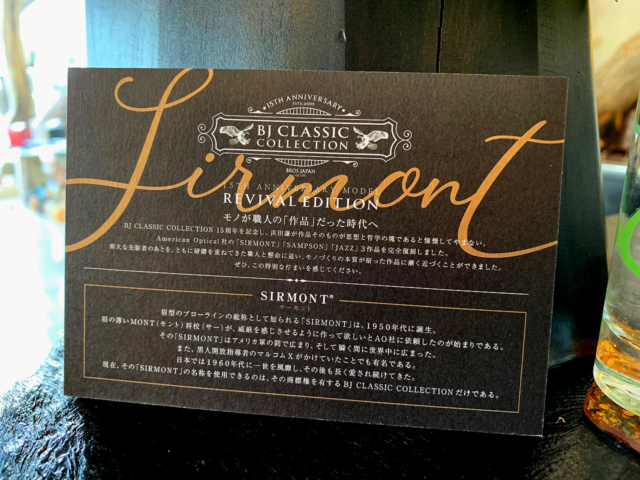 Sirmont
15TH ANNIVERSARY
ESTD.2005
BJ CLASSIC
COLLECTION
BROS JAPAN
CO.,LTD.
15TH ANNIVERSARY MODEL
REVIVAL EDITION
モノが職人の「作品」だった時代へ
BJ CLASSIC COLLECTION 15周年を記念し、浜田謙が作品そのものが思想と哲学の塊であると憧憬してやまない、
American Optical社の「SIRMONT」「SAMPSON」「JAZZ」3作品を完全復刻しました。
偉大な先駆者のあとを、ともに研鑽を重ねてきた職人と懸命に追い、モノづくりの本質が宿った作品に漸く近づくことができました。
ぜひ、この特別な佇まいを感じてください。
SIRMONT®
サーモント
眉型のブローラインの総称として知られる「SIRMONT」は、1950年代に誕生。
眉の薄いMONT(モント)将校(サー)が、威厳を感じさせるように作って欲しいとAO社に依頼したのが始まりである。
その「SIRMONT」はアメリカ軍の間で広まり、そして瞬く間に世界中に広まった。
また、黒人開放指導者のマルコムXがかけていたことでも有名である。
日本では1960年代に一世を風靡し、その後も長く愛され続けてきた。
現在、その「SIRMONT」の名称を使用できるのは、その商標権を有するBJ CLASSIC COLLECTIONだけである。